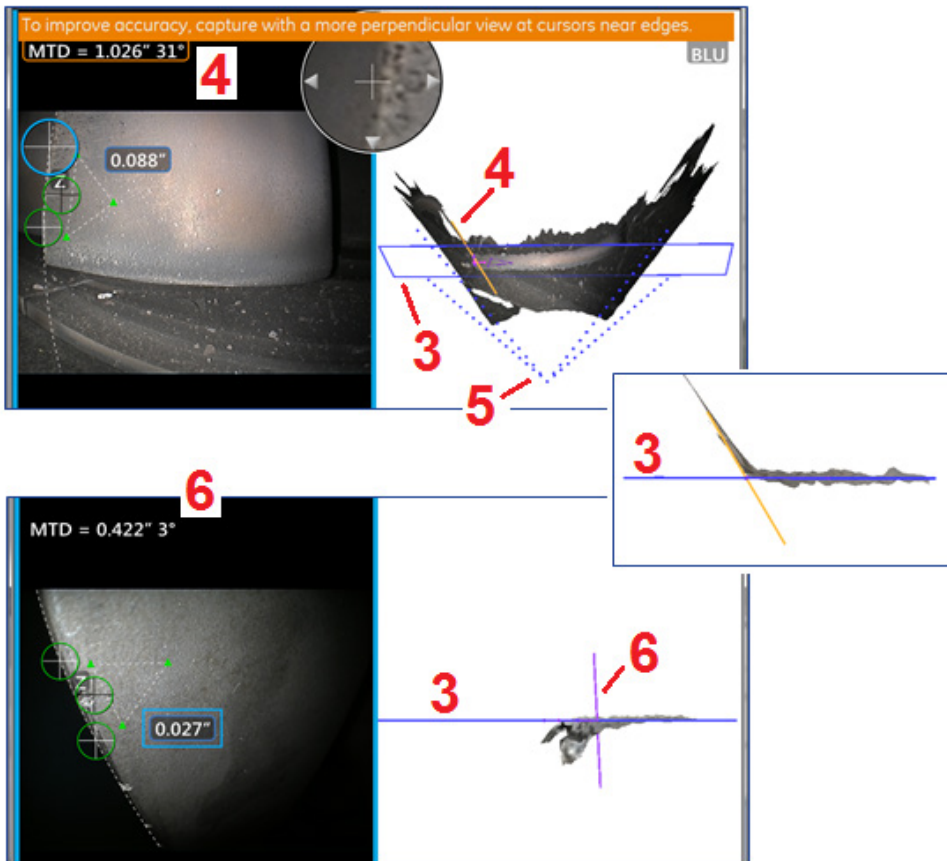 To improve accuracy, capture with a more perpendicular view at cursors near edges.
MTD = 1.026" 31°
4
BLU
0.088"
Z
4
3
5
3
6
MTD = 0.422" 3°
6
3
Z
0.027"